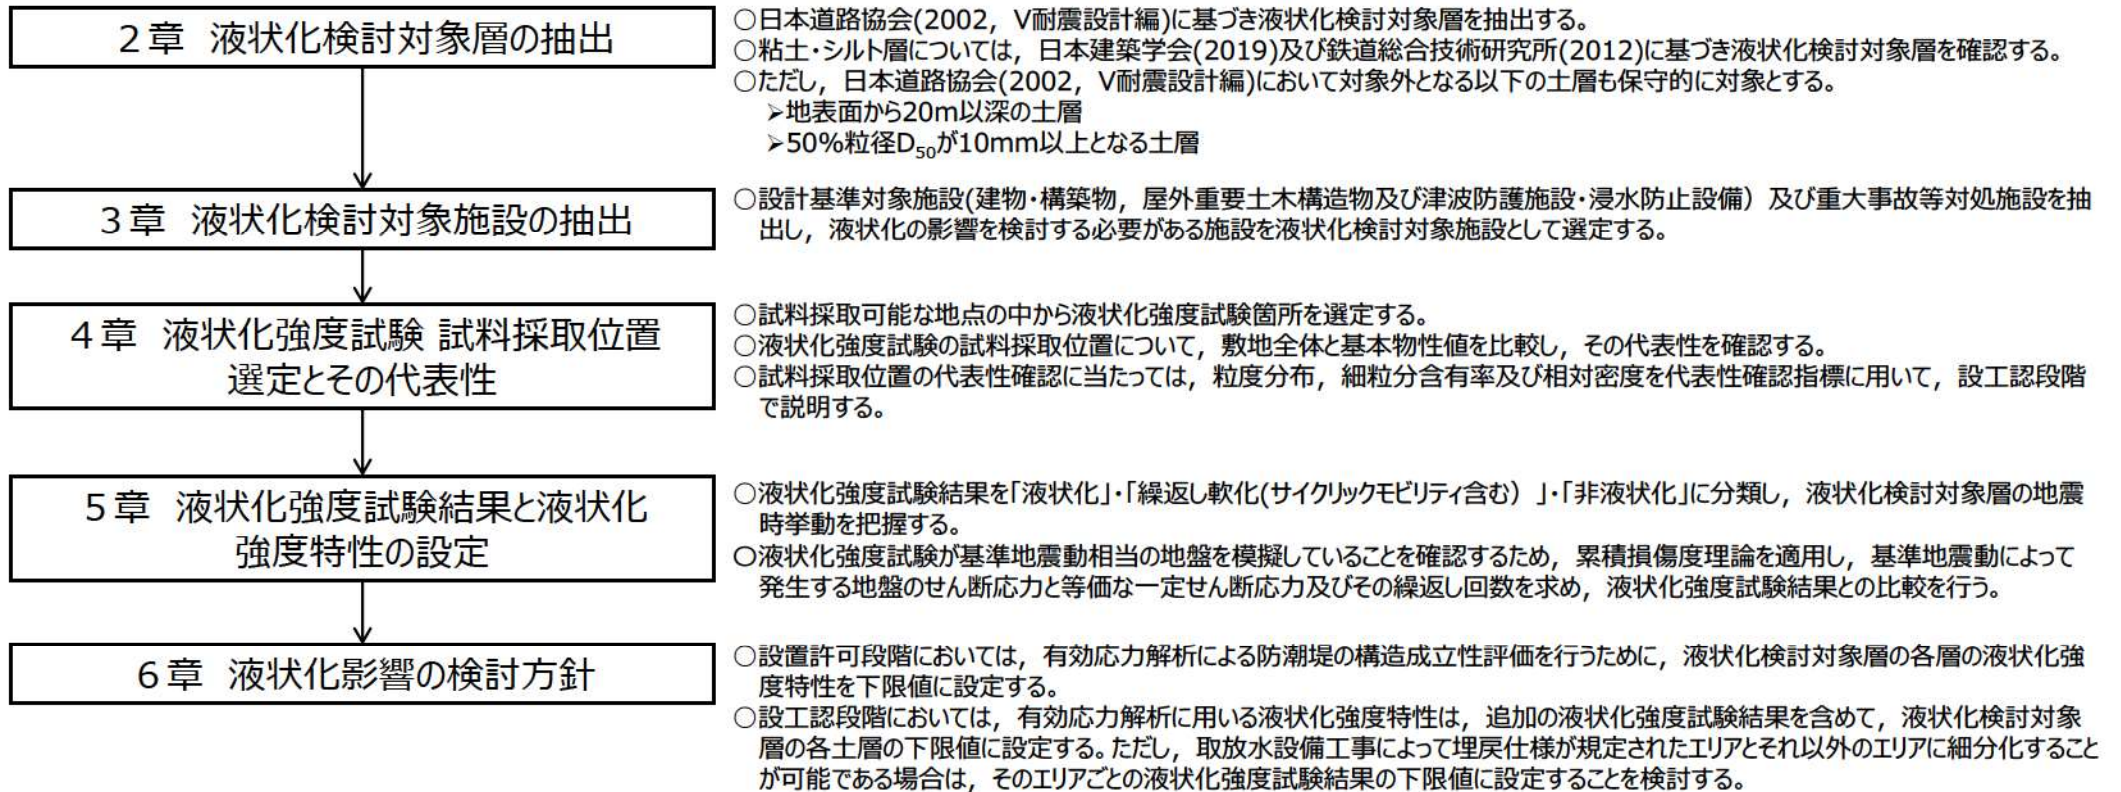 2章 液状化検討対象層の抽出
○日本道路協会(2002，V耐震設計編)に基づき液状化検討対象層を抽出する。
○粘土・シルト層については，日本建築学会(2019)及び鉄道総合技術研究所(2012)に基づき液状化検討対象層を確認する。
○ただし，日本道路協会(2002，V耐震設計編)において対象外となる以下の土層も保守的に対象とする。
➢地表面から20m以深の土層
➢50%粒径D50が10mm以上となる土層
3章 液状化検討対象施設の抽出
○設計基準対象施設(建物・構築物，屋外重要土木構造物及び津波防護施設・浸水防止設備）及び重大事故等対処施設を抽
出し，液状化の影響を検討する必要がある施設を液状化検討対象施設として選定する。
4章 液状化強度試験 試料採取位置
選定とその代表性
○試料採取可能な地点の中から液状化強度試験箇所を選定する。
○液状化強度試験の試料採取位置について，敷地全体と基本物性値を比較し，その代表性を確認する。
○試料採取位置の代表性確認に当たっては，粒度分布，細粒分含有率及び相対密度を代表性確認指標に用いて，設工認段階
で説明する。
5章 液状化強度試験結果と液状化
強度特性の設定
○液状化強度試験結果を「液状化」・「繰返し軟化(サイクリックモビリティ含む）」・「非液状化」に分類し，液状化検討対象層の地震
時挙動を把握する。
○液状化強度試験が基準地震動相当の地盤を模擬していることを確認するため，累積損傷度理論を適用し，基準地震動によって
発生する地盤のせん断応力と等価な一定せん断応力及びその繰返し回数を求め，液状化強度試験結果との比較を行う。
6章 液状化影響の検討方針
○設置許可段階においては，有効応力解析による防潮堤の構造成立性評価を行うために，液状化検討対象層の各層の液状化強
度特性を下限値に設定する。
○設工認段階においては，有効応力解析に用いる液状化強度特性は，追加の液状化強度試験結果を含めて，液状化検討対象
層の各土層の下限値に設定する。ただし，取放水設備工事によって埋戻仕様が規定されたエリアとそれ以外のエリアに細分化すること
が可能である場合は，そのエリアごとの液状化強度試験結果の下限値に設定することを検討する。